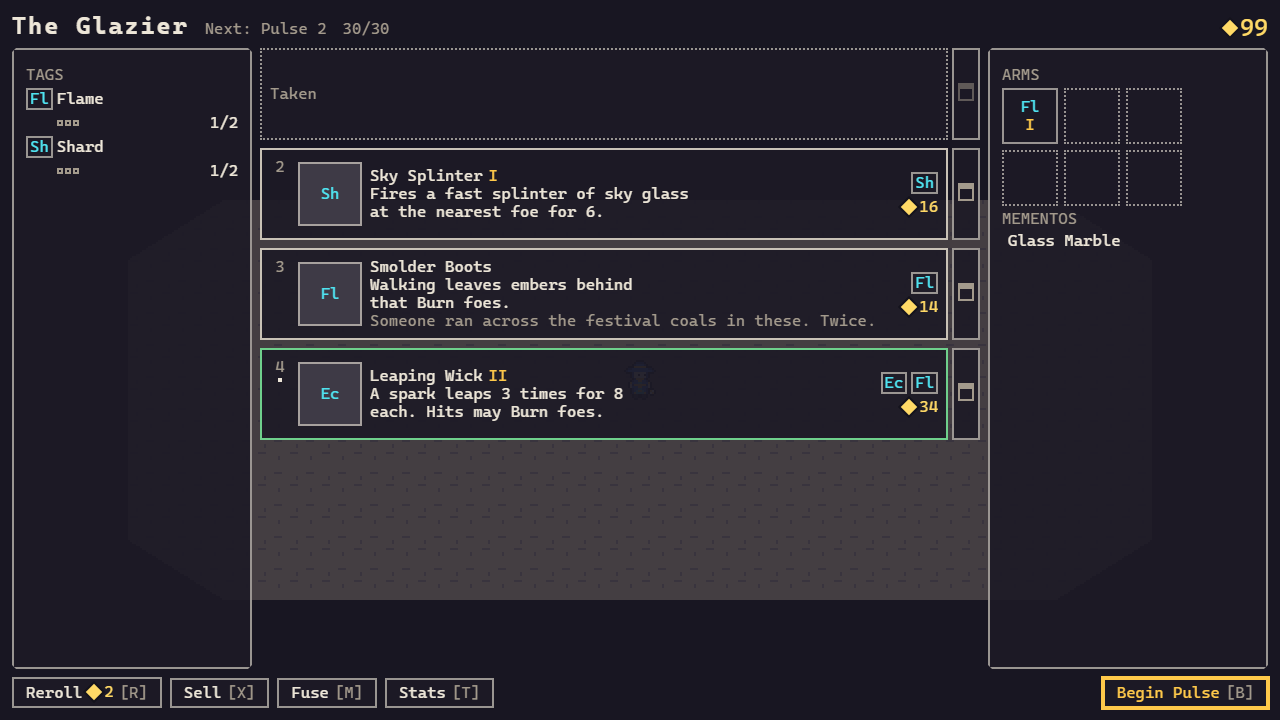 The Glazier Next: Pulse 2 30/30 99
TAGS
Fl Flame
1/2
Sh Shard
1/2
Taken
2
Sh
Sky Splinter I
Fires a fast splinter of sky glass
at the nearest foe for 6.
Sh
16
3
Fl
Smolder Boots
Walking leaves embers behind
that Burn foes.
Someone ran across the festival coals in these. Twice.
Fl
14
4
Ec
Leaping Wick II
A spark leaps 3 times for 8
each. Hits may Burn foes.
Ec Fl
34
ARMS
Fl
I
MEMENTOS
Glass Marble
Reroll 2 [R] Sell [X] Fuse [M] Stats [T] Begin Pulse [B]